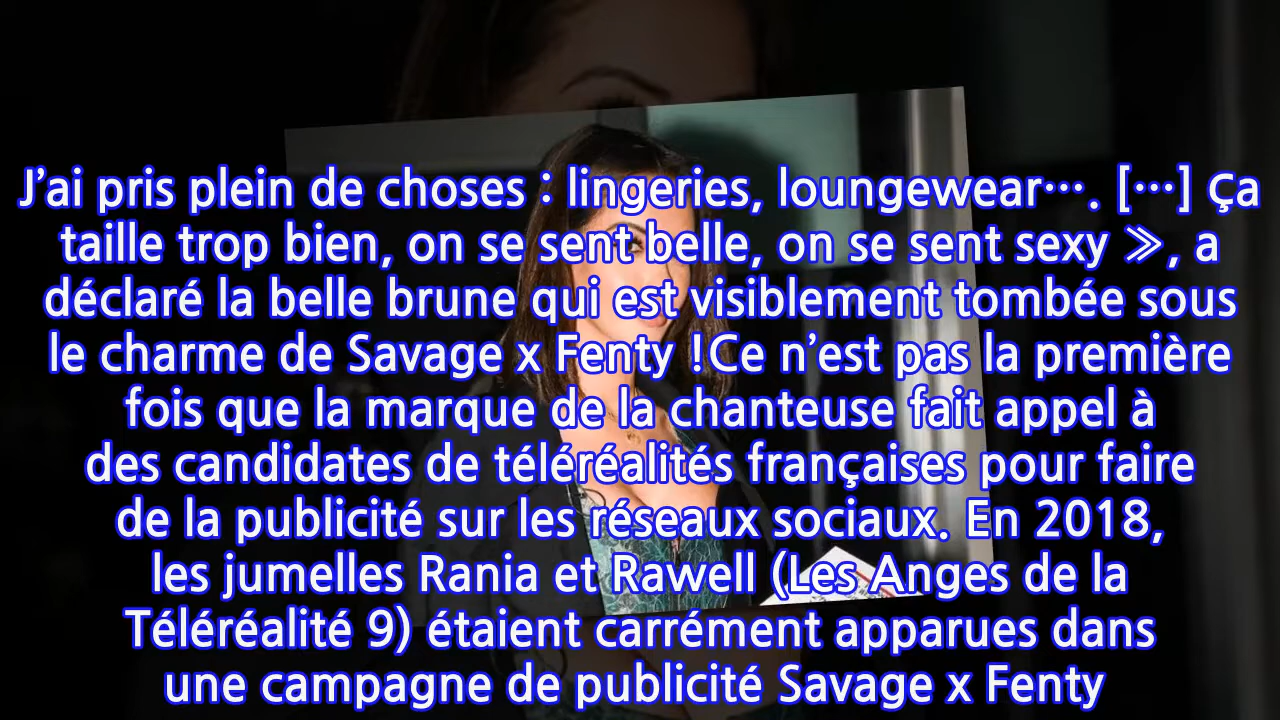 J’ai pris plein de choses : lingeries, loungewear…. […] Ça
taille trop bien, on se sent belle, on se sent sexy ≫, a
déclaré la belle brune qui est visiblement tombée sous
le charme de Savage x Fenty !Ce n’est pas la première
fois que la marque de la chanteuse fait appel à
des candidates de téléréalités françaises pour faire
de la publicité sur les réseaux sociaux. En 2018,
les jumelles Rania et Rawell (Les Anges de la
Téléréalité 9) étaient carrément apparues dans
une campagne de publicité Savage x Fenty